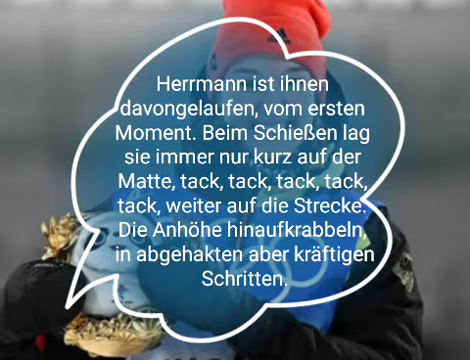 Herrmann ist ihnen
davongelaufen, vom ersten
Moment. Beim Schießen lag
sie immer nur kurz auf der
Matte, tack, tack, tack, tack,
tack, weiter auf die Strecke.
Die Anhöhe hinaufkrabbeln,
in abgehakten aber kräftigen
Schritten.